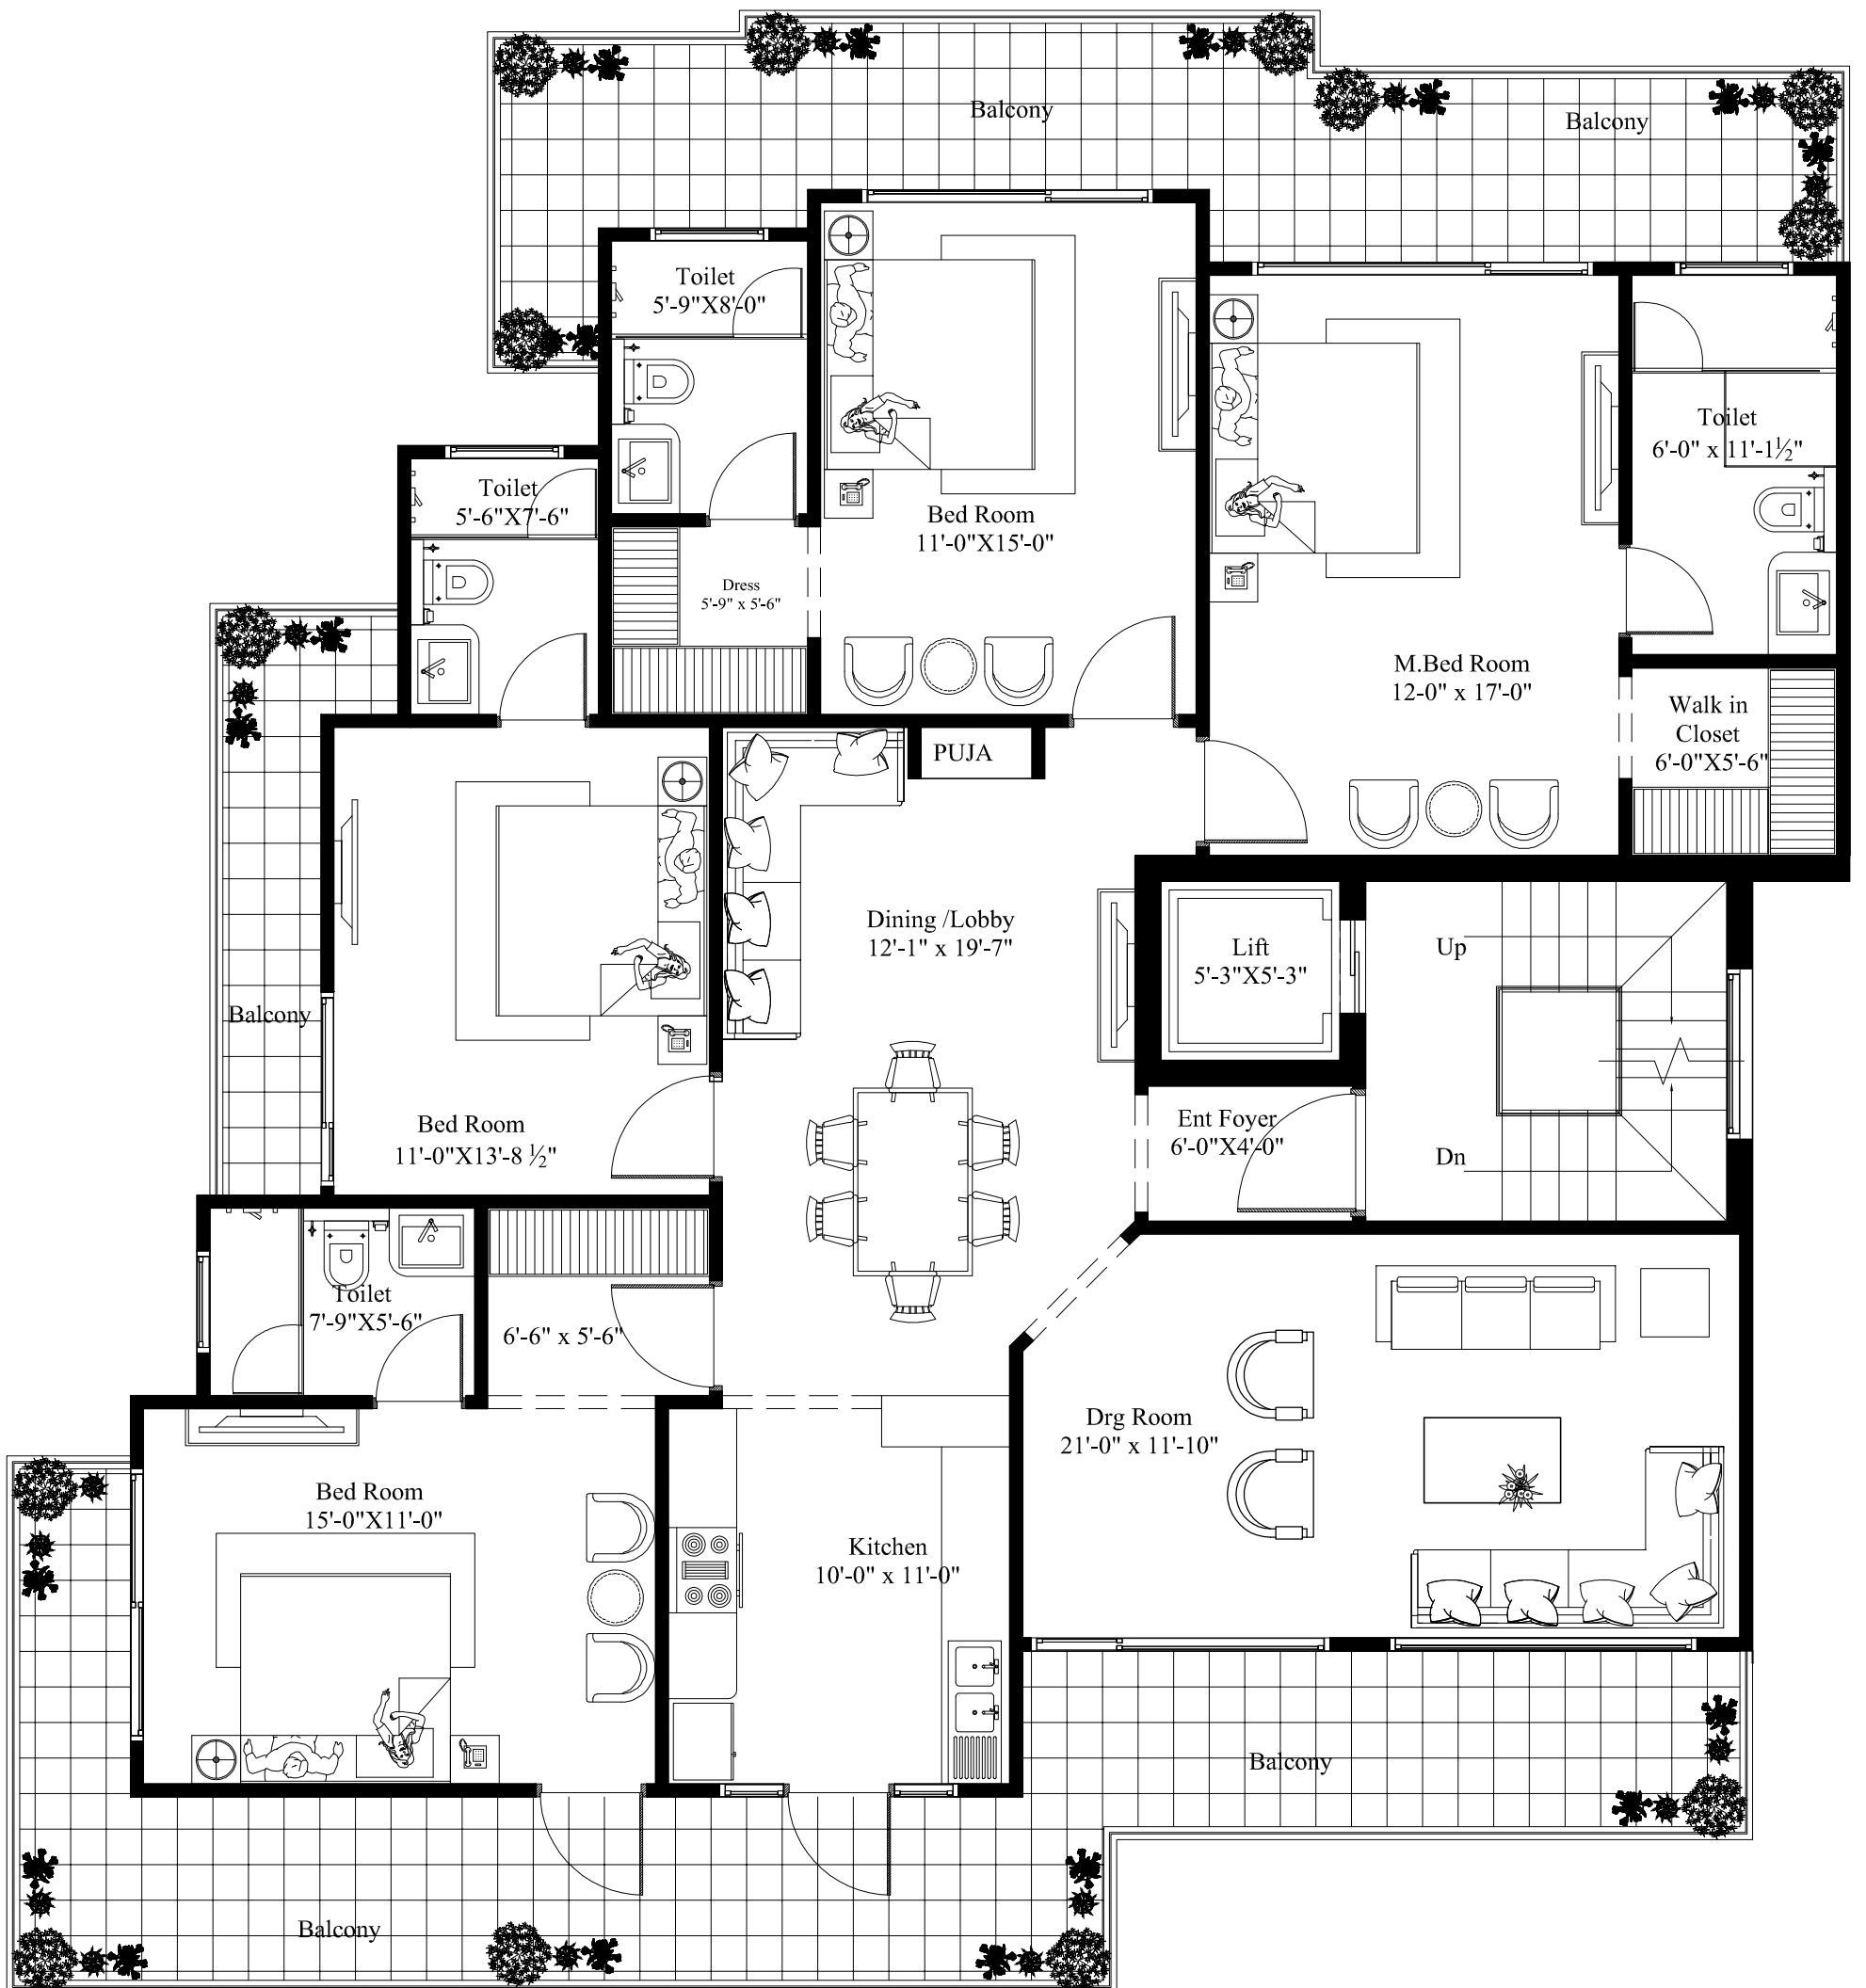 Balcony
Balcony
Toilet
5'-9"X8'-0"
Toilet
6'-0" x 11'-1½"
Toilet
5'-6"X7'-6"
Bed Room
11'-0"X15'-0"
Dress
5'-9" x 5'-6"
M.Bed Room
12-0" x 17'-0"
Walk in
Closet
6'-0"X5'-6"
PUJA
Dining /Lobby
12'-1" x 19'-7"
Lift
5'-3"X5'-3"
Up
Balcony
Bed Room
11'-0"X13'-8 ½"
Ent Foyer
6'-0"X4'-0"
Dn
Toilet
7'-9"X5'-6"
6'-6" x 5'-6"
Drg Room
21'-0" x 11'-10"
Bed Room
15'-0"X11'-0"
Kitchen
10'-0" x 11'-0"
Balcony
Balcony